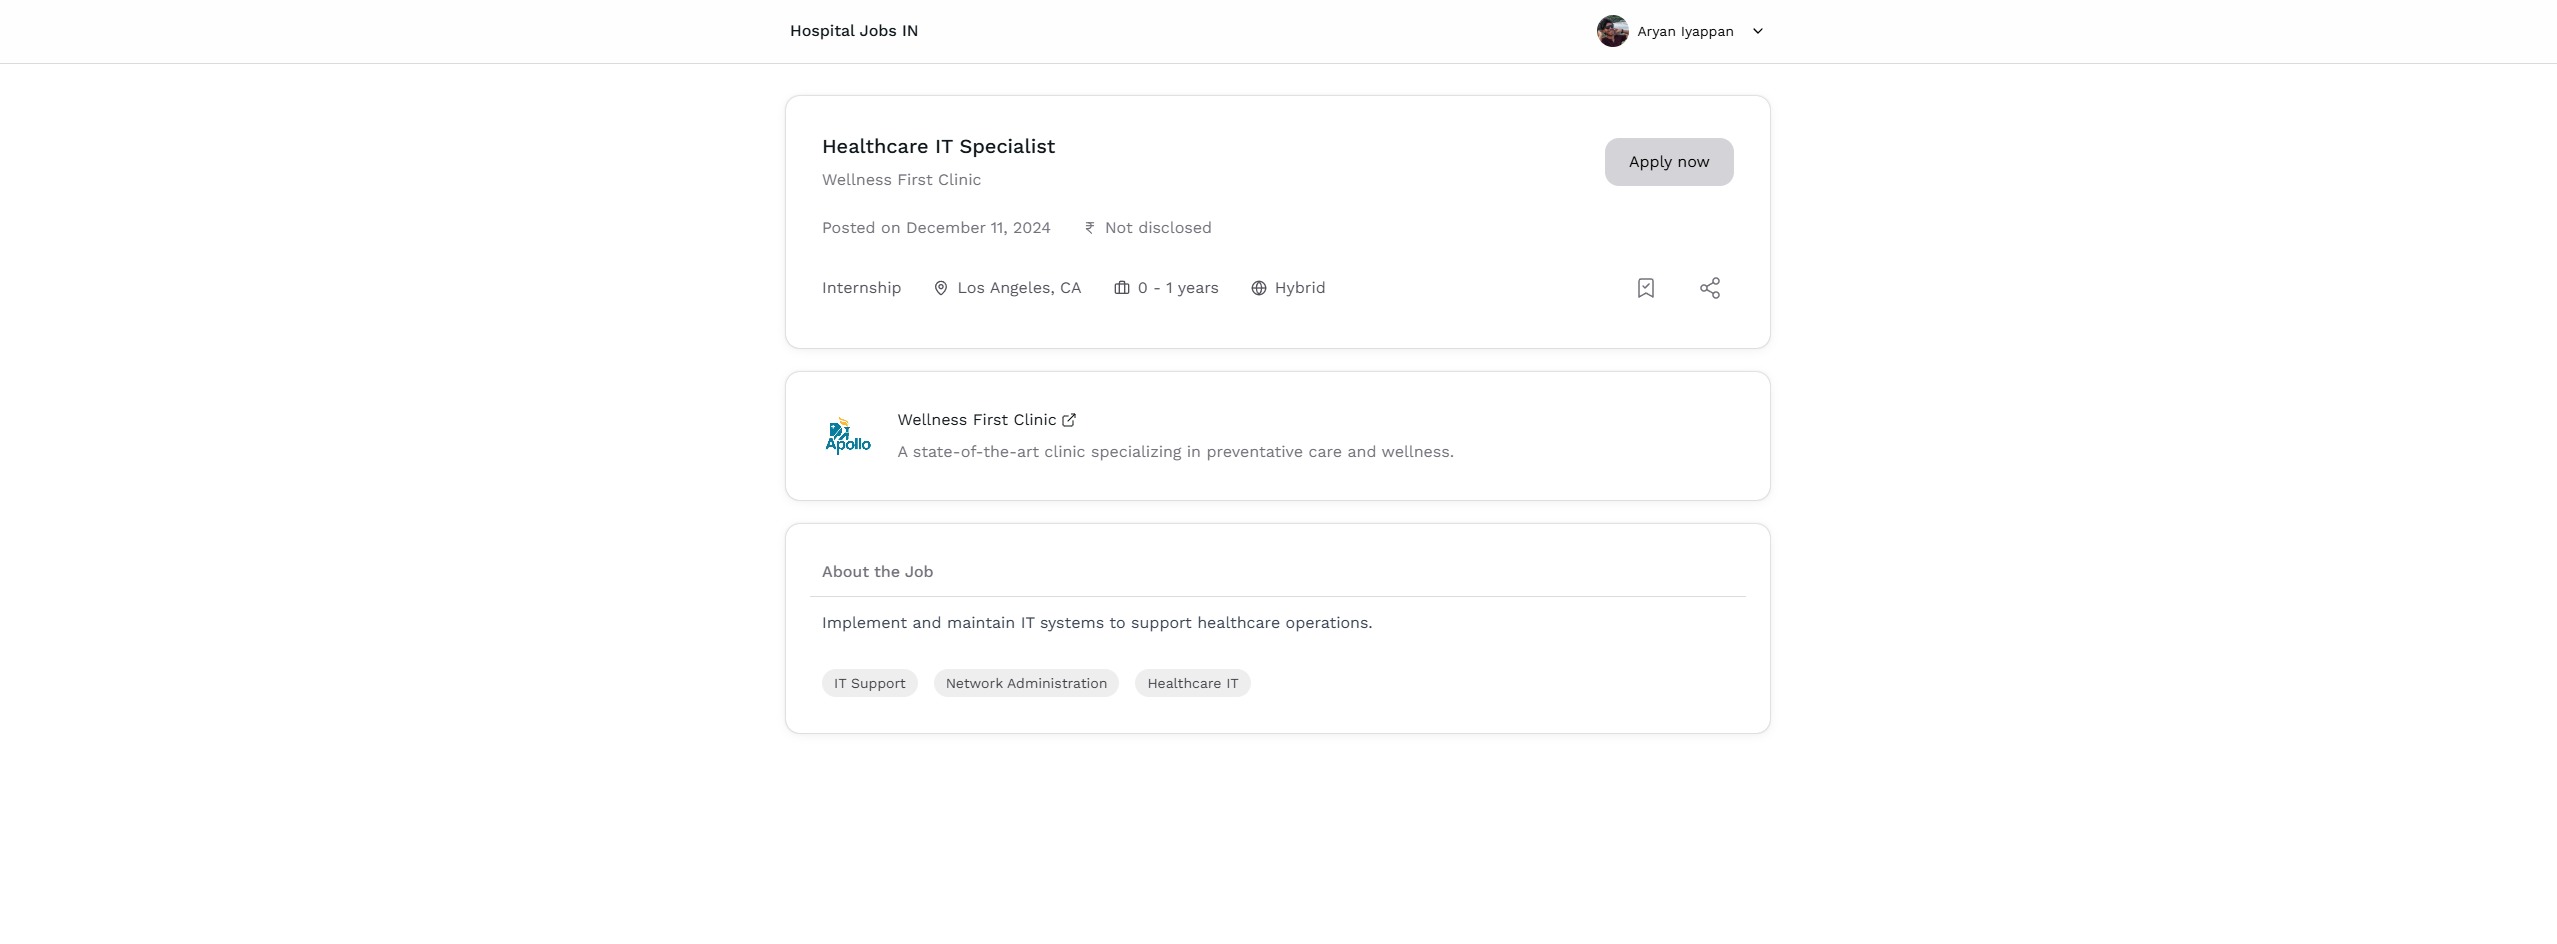 Hospital Jobs IN
Aryan Iyappan
Healthcare IT Specialist
Apply now
Wellness First Clinic
Posted on December 11, 2024 ₹ Not disclosed
Internship Los Angeles, CA 0 - 1 years Hybrid
Apollo
Wellness First Clinic
A state-of-the-art clinic specializing in preventative care and wellness.
About the Job
Implement and maintain IT systems to support healthcare operations.
IT Support Network Administration Healthcare IT